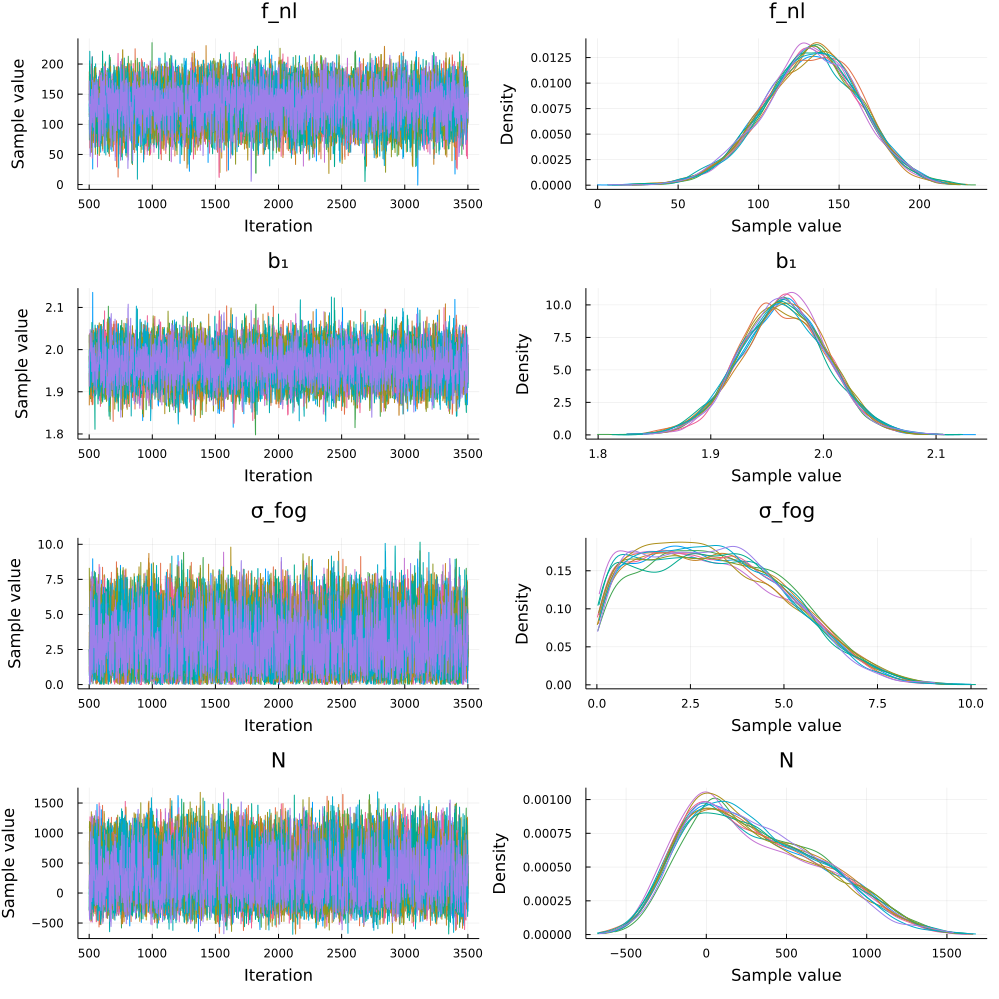 f_nl
f_nl
Sample value
200
150
100
50
0
500 1000 1500 2000 2500 3000 3500
Iteration
Density
0.0125
0.0100
0.0075
0.0050
0.0025
0.0000
0 50 100 150 200
Sample value
b₁
b₁
Sample value
2.1
2.0
1.9
1.8
500 1000 1500 2000 2500 3000 3500
Iteration
Density
10.0
7.5
5.0
2.5
0.0
1.8 1.9 2.0 2.1
Sample value
σ_fog
σ_fog
Sample value
10.0
7.5
5.0
2.5
0.0
500 1000 1500 2000 2500 3000 3500
Iteration
Density
0.15
0.10
0.05
0.00
0.0 2.5 5.0 7.5 10.0
Sample value
N
N
Sample value
1500
1000
500
0
−500
500 1000 1500 2000 2500 3000 3500
Iteration
Density
0.00100
0.00075
0.00050
0.00025
0.00000
−500 0 500 1000 1500
Sample value